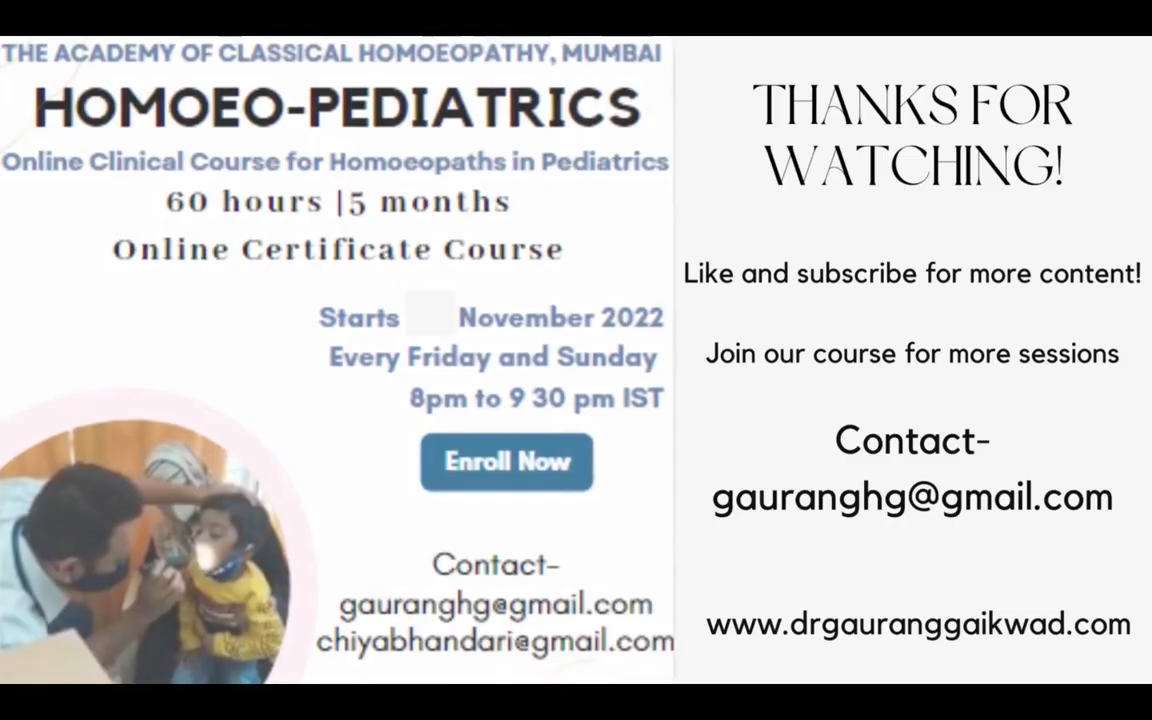 THE ACADEMY OF CLASSICAL HOMOEOPATHY, MUMBAI
HOMOEO-PEDIATRICS
Online Clinical Course for Homoeopaths in Pediatrics
60 hours |5 months
Online Certificate Course
Starts November 2022
Every Friday and Sunday
8pm to 9 30 pm IST
Enroll Now
Contact-
gauranghg@gmail.com
chiyabhandari@gmail.com
THANKS FOR
WATCHING!
Like and subscribe for more content!
Join our course for more sessions
Contact-
gauranghg@gmail.com
www.drgauranggaikwad.com